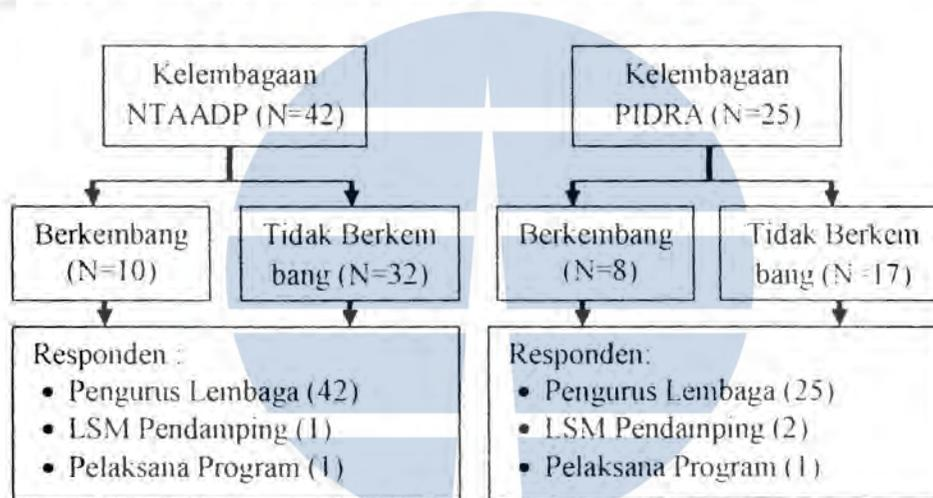 Kelembagaan
NTAADP (N=42)
Kelembagaan
PIDRA (N=25)
Berkembang
(N=10)
Tidak Berkem
bang (N=32)
Berkembang
(N=8)
Tidak Berkem
bang (N=17)
Responden :
• Pengurus Lembaga (42)
• LSM Pendamping (1)
• Pelaksana Program (1)
Responden:
• Pengurus Lembaga (25)
• LSM Pendamping (2)
• Pelaksana Program (1)